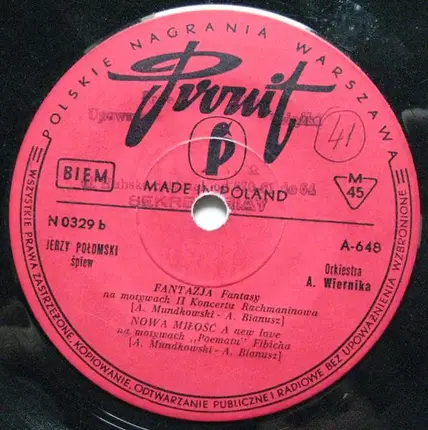 POLSKIE NAGRANIA WARSZAWA
Pronit
41
BIEM
MADE IN POLAND
M
45
SEKRETARIAT
N 0329 b
A-648
JERZY POŁOMSKI
śpiew
Orkiestra
A. Wiernika
FANTAZJA Fantasy
na motywach II Koncertu Rachmaninowa
[A. Mundkowski - A. Bianusz]
NOWA MIŁOŚĆ A new love
na motywach „Poematu" Fibicha
[A. Mundkowski - A. Bianusz]
WSZYSTKIE PRAWA ZASTRZEŻONE. KOPIOWANIE, ODTWARZANIE PUBLICZNE I RADIOWE BEZ UPOWAŻNIENIA WZBRONIONE